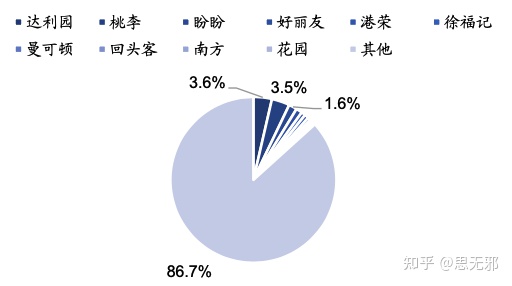 达利园 桃李 盼盼 好丽友 港荣 徐福记
曼可顿 回头客 南方 花园 其他
3.6% 3.5%
1.6%
86.7%
知乎 @思无邪